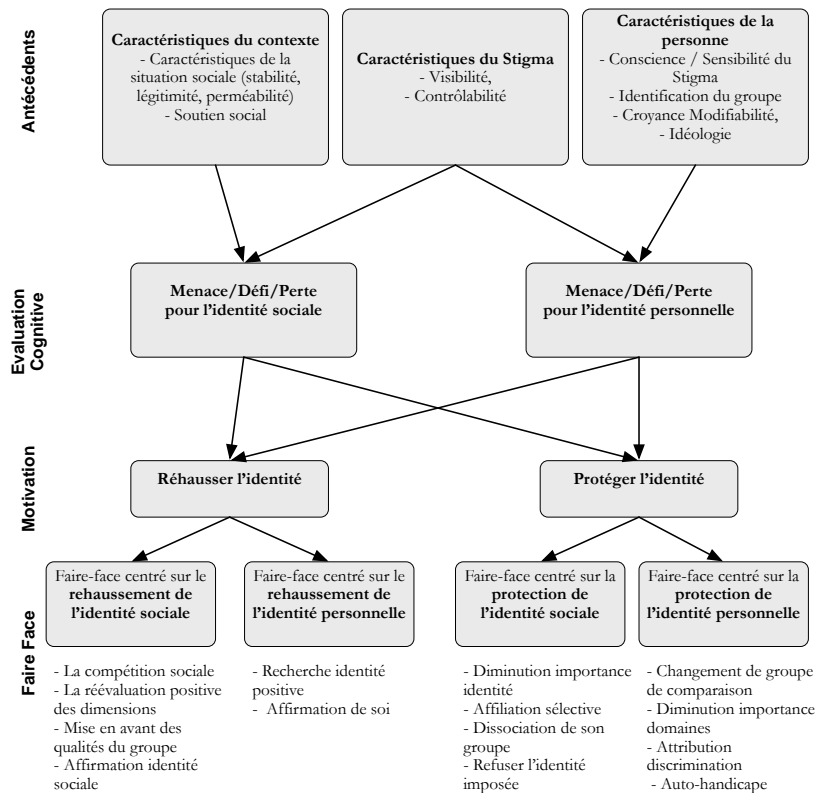 Antécédents
Caractéristiques du contexte
- Caractéristiques de la
situation sociale (stabilité,
légitimité, perméabilité)
- Soutien social
Caractéristiques du Stigma
- Visibilité,
- Contrôlabilité
Caractéristiques de la
personne
- Conscience / Sensibilité du
Stigma
- Identification du groupe
- Croyance Modifiabilité,
- Idéologie
Evaluation
Cognitive
Menace/Défi/Perte
pour l'identité sociale
Menace/Défi/Perte
pour l'identité personnelle
Motivation
Réhausser l'identité
Protéger l'identité
Faire Face
Faire-face centré sur le
rehaussement de
l'identité sociale
Faire-face centré sur le
rehaussement de
l'identité personnelle
Faire-face centré sur la
protection de
l'identité sociale
Faire-face centré sur la
protection de
l'identité personnelle
- La compétition sociale
- La réévaluation positive
des dimensions
- Mise en avant des
qualités du groupe
- Affirmation identité
sociale
- Recherche identité
positive
- Affirmation de soi
- Diminution importance
identité
- Affiliation sélective
- Dissociation de son
groupe
- Refuser l'identité
imposée
- Changement de groupe
de comparaison
- Diminution importance
domaines
- Attribution
discrimination
- Auto-handicape